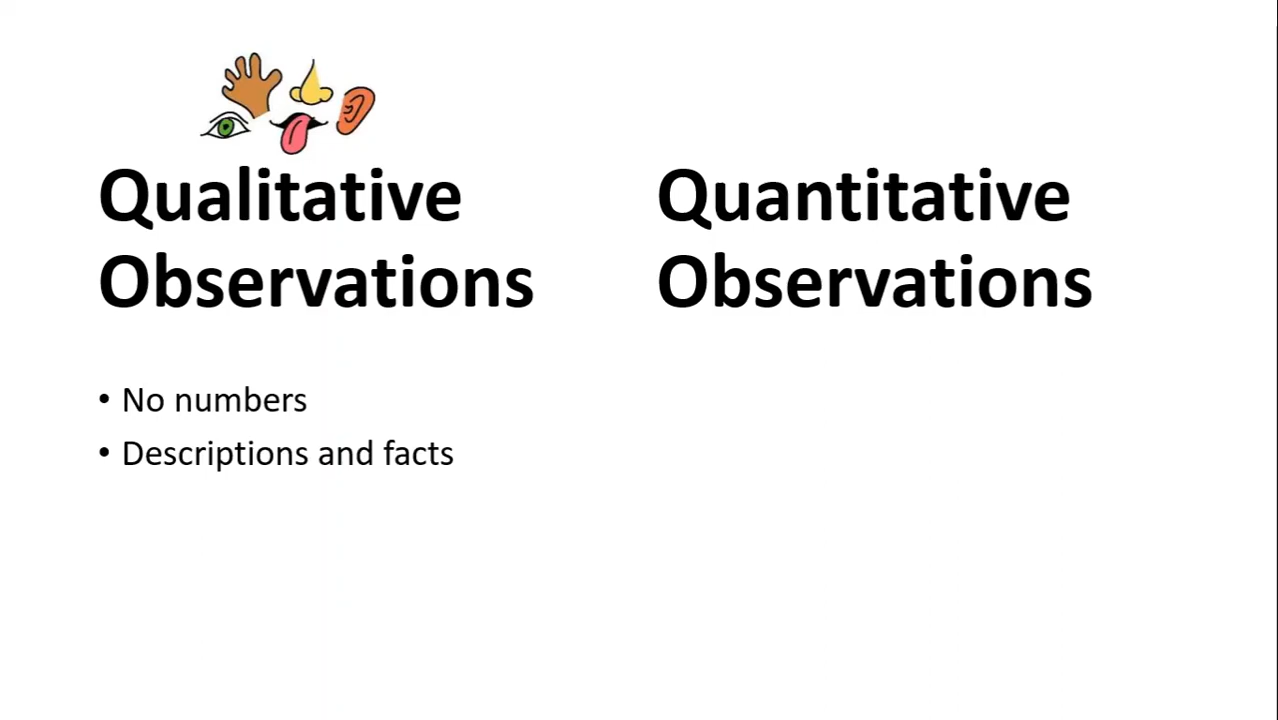 Qualitative
Observations
• No numbers
• Descriptions and facts
Quantitative
Observations